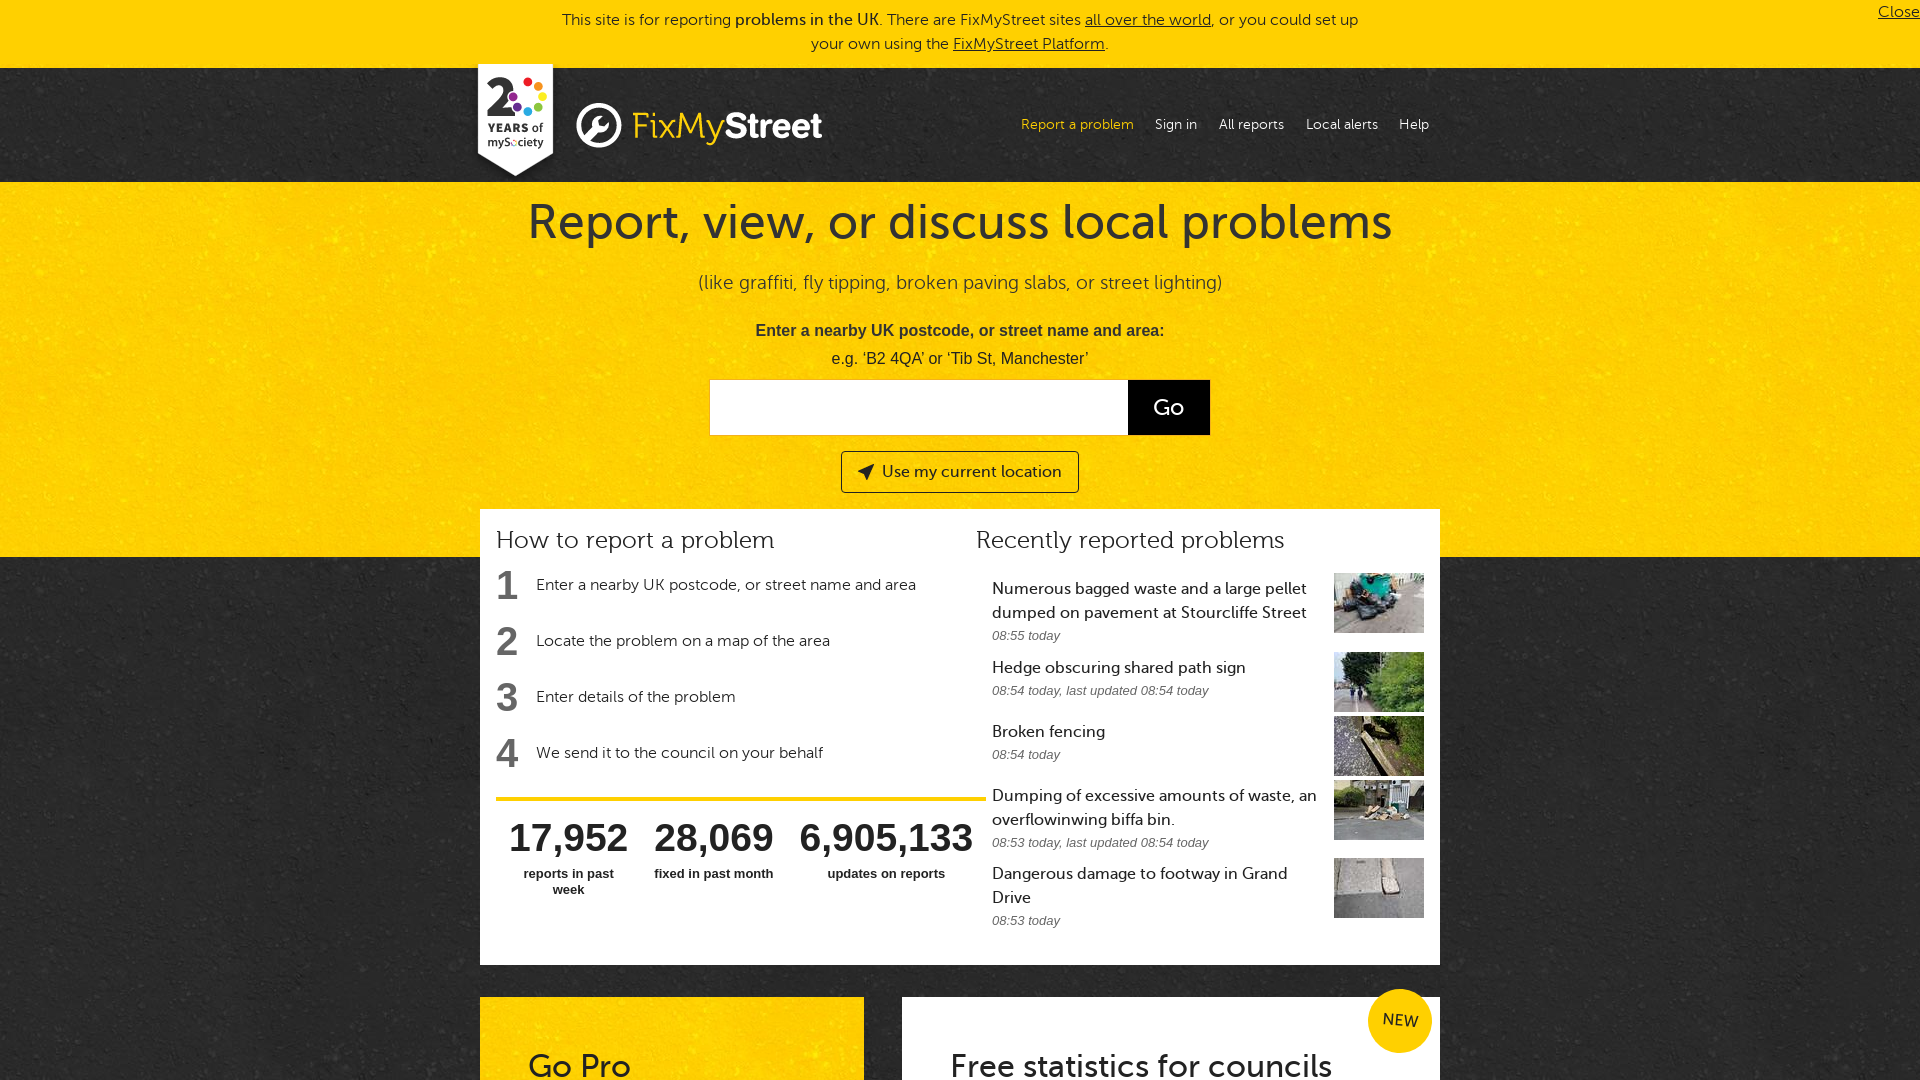 This site is for reporting problems in the UK. There are FixMyStreet sites all over the world, or you could set up
your own using the FixMyStreet Platform.
Close
20
YEARS of
mySociety
FixMyStreet
Report a problem
Sign in
All reports
Local alerts
Help
Report, view, or discuss local problems
(like graffiti, fly tipping, broken paving slabs, or street lighting)
Enter a nearby UK postcode, or street name and area:
e.g. ‘B2 4QA’ or ‘Tib St, Manchester’
Go
Use my current location
How to report a problem
1 Enter a nearby UK postcode, or street name and area
2 Locate the problem on a map of the area
3 Enter details of the problem
4 We send it to the council on your behalf
17,952
reports in past
week
28,069
fixed in past month
6,905,133
updates on reports
Recently reported problems
Numerous bagged waste and a large pellet
dumped on pavement at Stourcliffe Street
08:55 today
Hedge obscuring shared path sign
08:54 today, last updated 08:54 today
Broken fencing
08:54 today
Dumping of excessive amounts of waste, an
overflowinwing biffa bin.
08:53 today, last updated 08:54 today
Dangerous damage to footway in Grand
Drive
08:53 today
Go Pro
NEW
Free statistics for councils